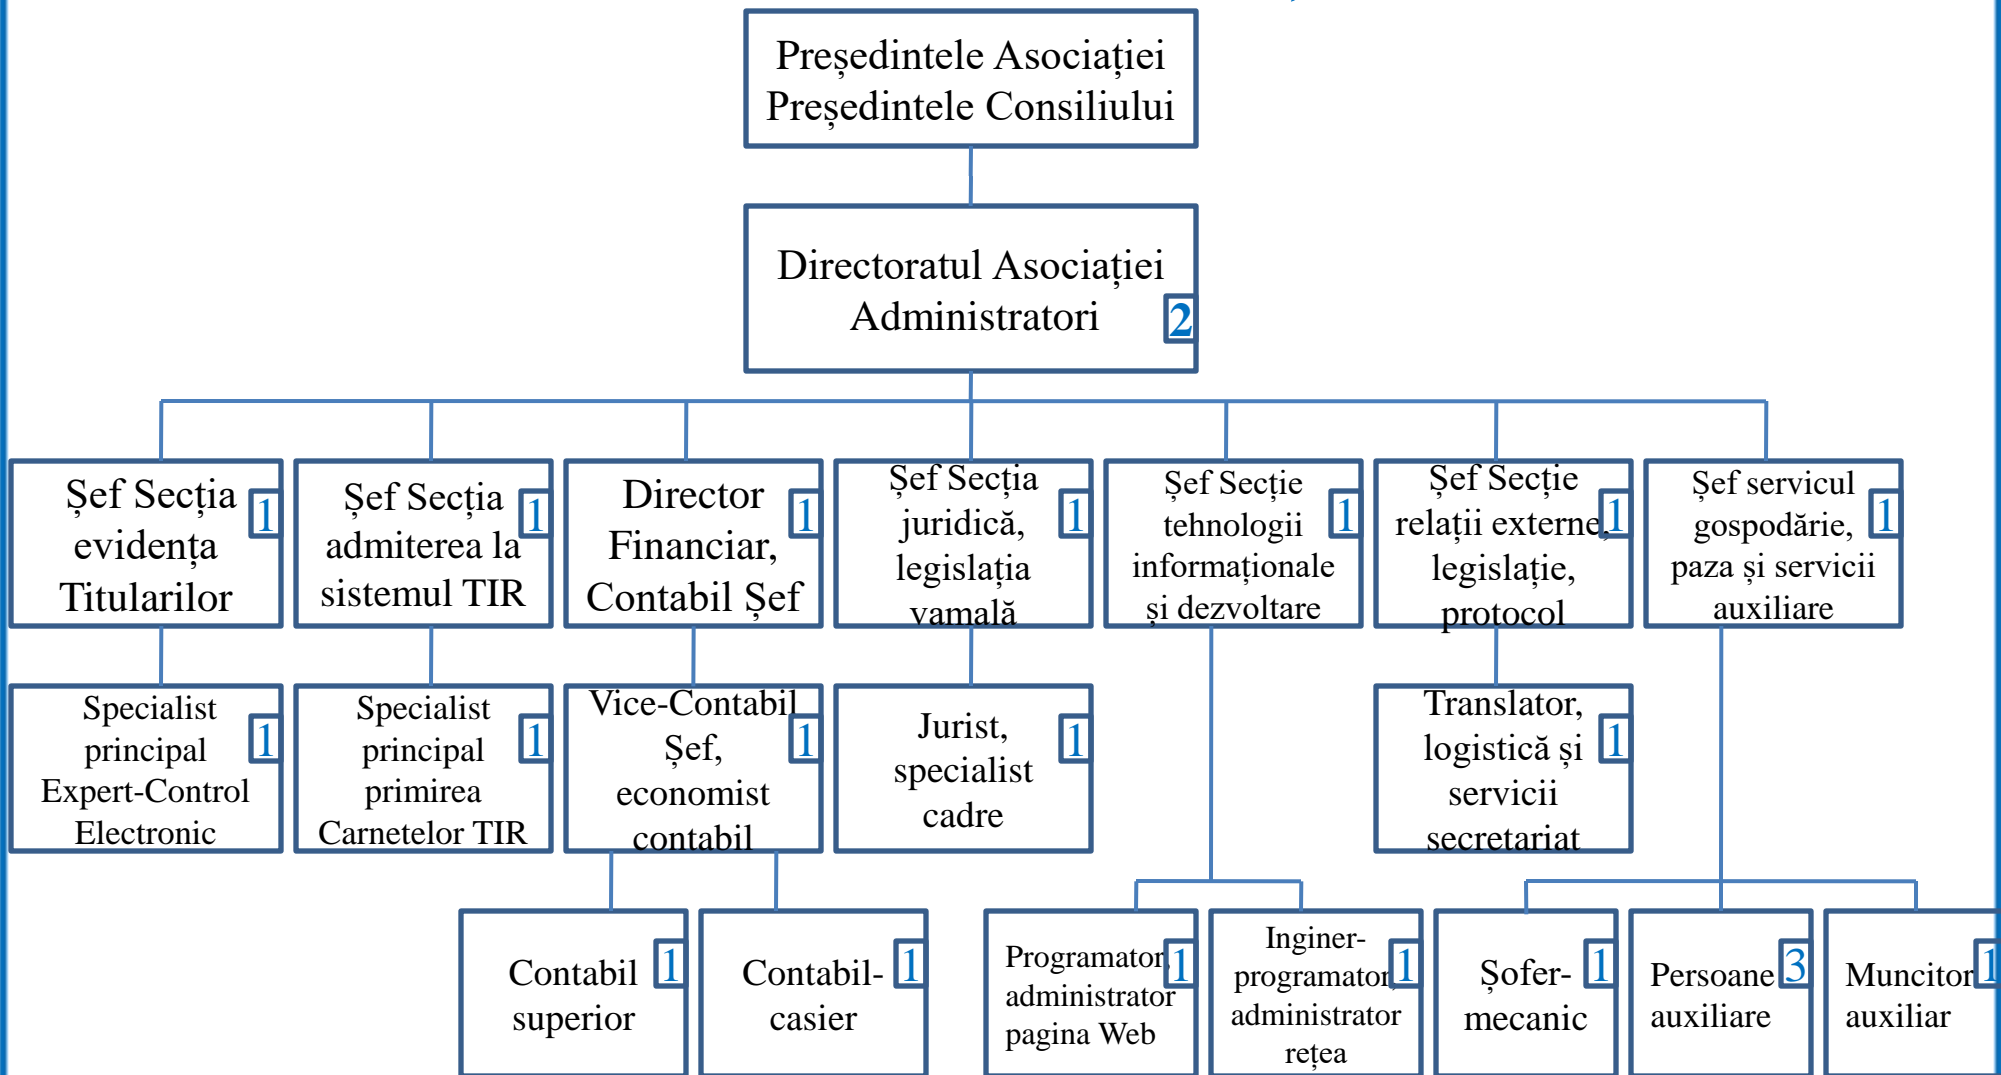 Președintele Asociației
Președintele Consiliului
Directoratul Asociației
Administratori
2
Șef Secția
evidența
Titularilor
1
Șef Secția
admiterea la
sistemul TIR
1
Director
Financiar,
Contabil Șef
1
Șef Secția
juridică,
legislația
vamală
1
Șef Secție
tehnologii
informaționale
și dezvoltare
1
Șef Secție
relații externe,
legislație,
protocol
1
Șef servicul
gospodărie,
paza și servicii
auxiliare
1
Specialist
principal
Expert-Control
Electronic
1
Specialist
principal
primirea
Carnetelor TIR
1
Vice-Contabil
Șef,
economist
contabil
1
Jurist,
specialist
cadre
1
Translator,
logistică și
servicii
secretariat
1
Contabil
superior
1
Contabil-
casier
1
Programator,
administrator
pagina Web
1
Inginer-
programator,
administrator
rețea
1
Șofer-
mecanic
1
Persoane
auxiliare
3
Muncitor
auxiliar
1